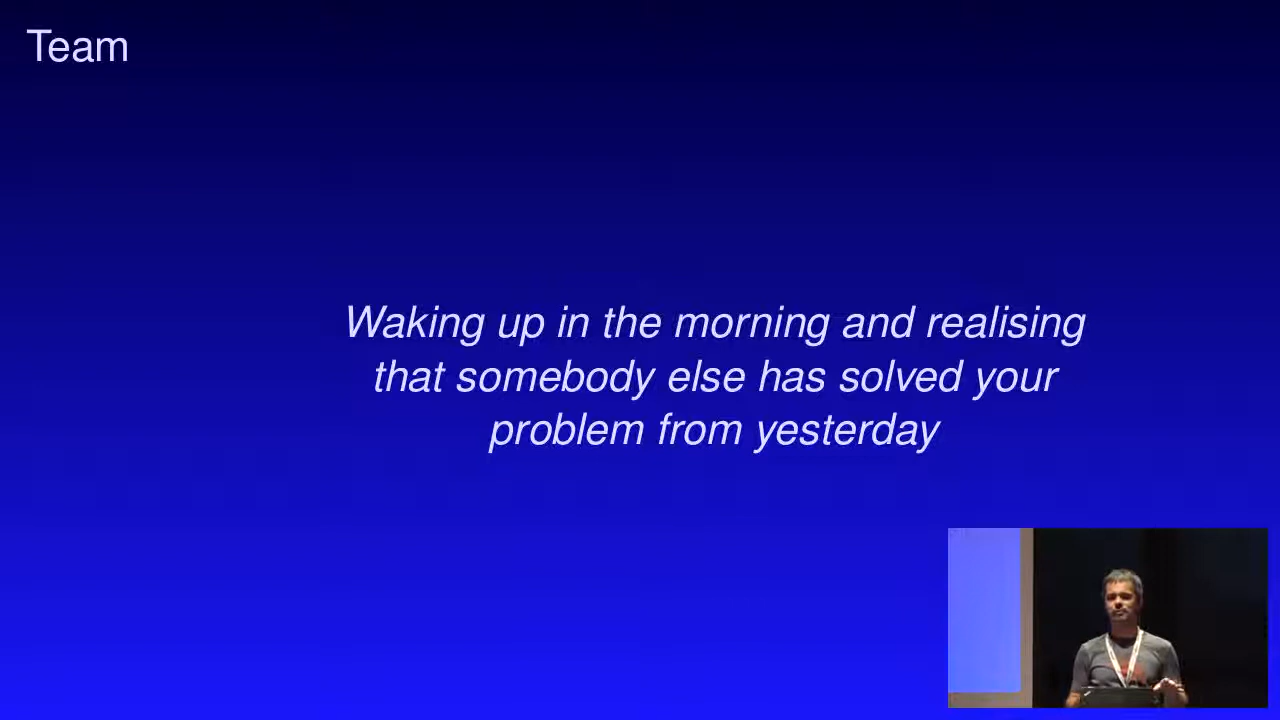 Team
Waking up in the morning and realising
that somebody else has solved your
problem from yesterday